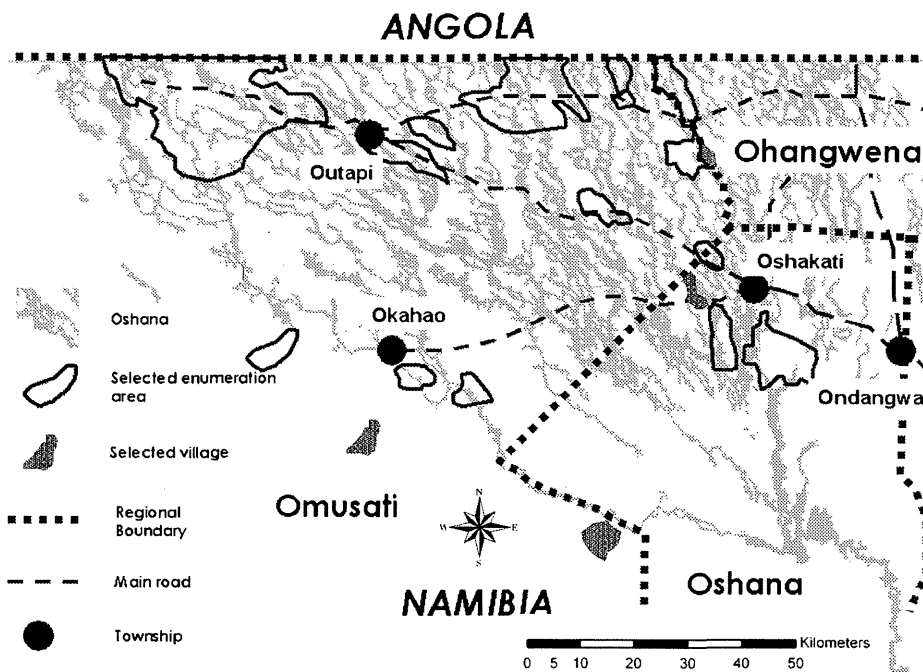 ANGOLA
Ohangwena
Outapi
Oshakati
Okahao
Ondangwa
Oshana
Selected enumeration
area
Selected village
Regional
Boundary
Main road
Township
Omusati
N
W E
S
NAMIBIA
Oshana
Kilometers
0 5 10 20 30 40 50